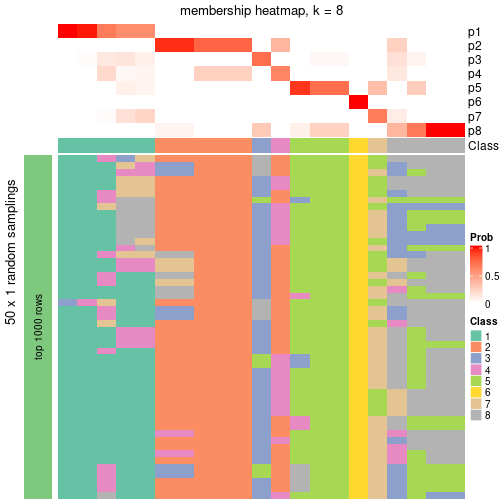 membership heatmap, k = 8
p1
p2
p3
p4
p5
p6
p7
p8
Class
50 x 1 random samplings
top 1000 rows
Prob
1
0.5
0
Class
1
2
3
4
5
6
7
8